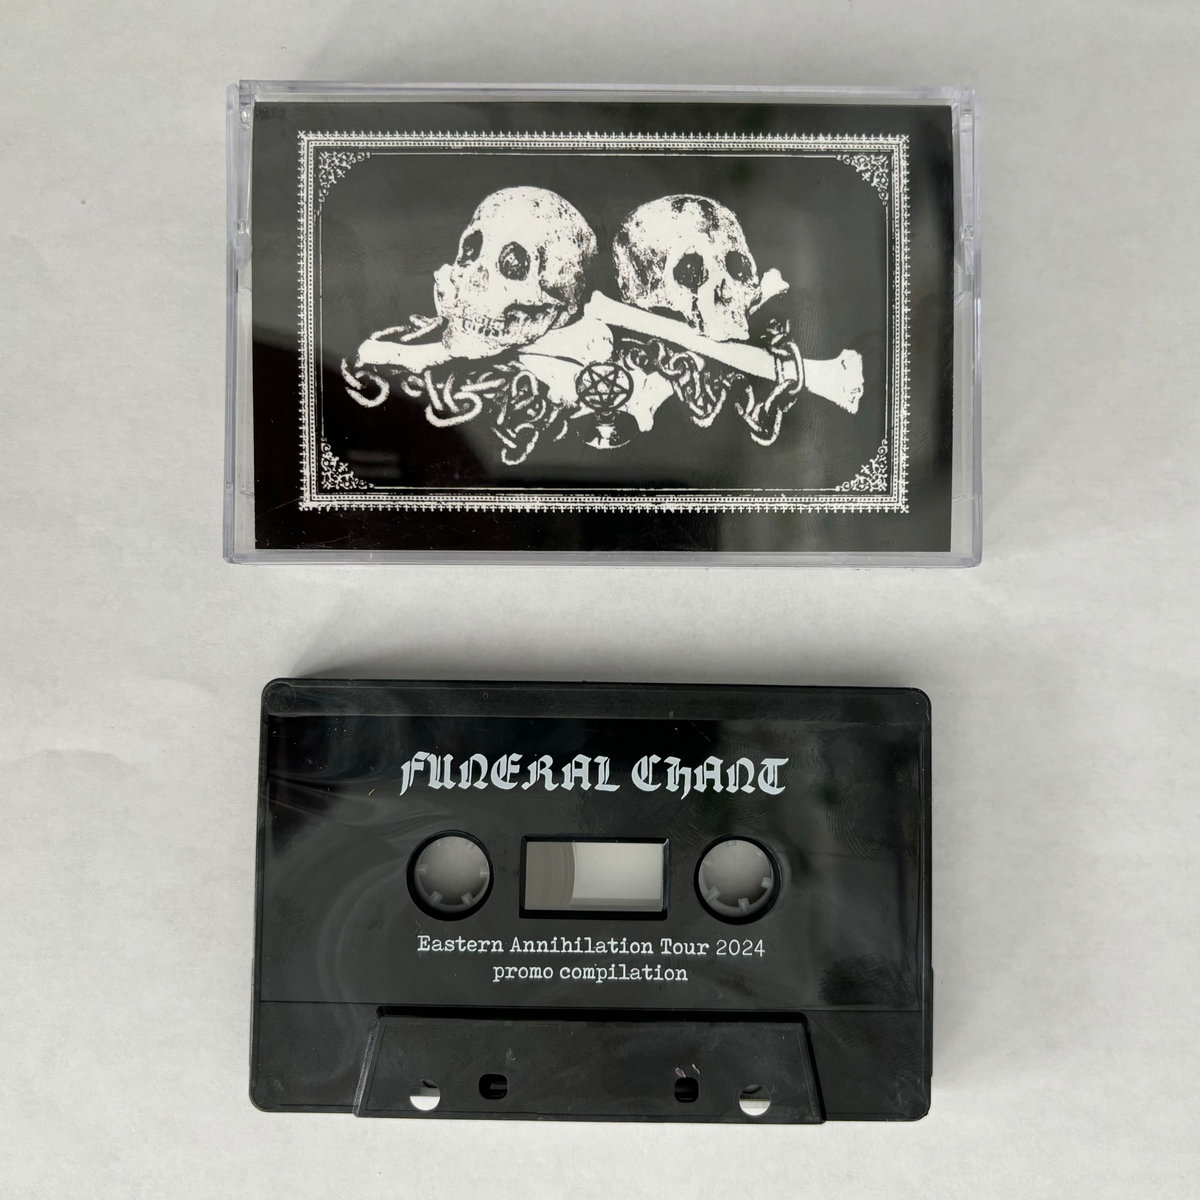 FUNERAL CHANT
Eastern Annihilation Tour 2024
promo compilation